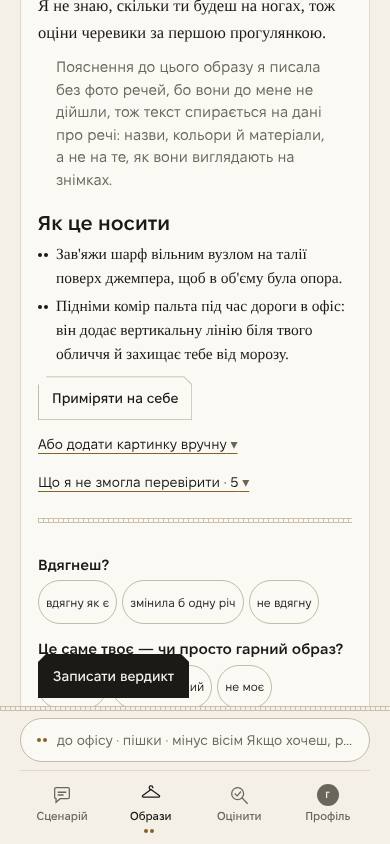 Я не знаю, скільки ти будеш на ногах, тож
оціни черевики за першою прогулянкою.
Пояснення до цього образу я писала
без фото речей, бо вони до мене не
дійшли, тож текст спирається на дані
про речі: назви, кольори й матеріали,
а не на те, як вони виглядають на
знімках.
Як це носити
•• Зав'яжи шарф вільним вузлом на талії
поверх джемпера, щоб в об'єму була опора.
•• Підніми комір пальта під час дороги в офіс:
він додає вертикальну лінію біля твого
обличчя й захищає тебе від морозу.
Приміряти на себе
Або додати картинку вручну ▾
Що я не змогла перевірити · 5 ▾
Вдягнеш?
вдягну як є змінила б одну річ не вдягну
Це саме твоє — чи просто гарний образ?
Записати вердикт ий не моє
•• до офісу · пішки · мінус вісім Якщо хочеш, р...
Сценарій Образи Оцінити Г Профіль